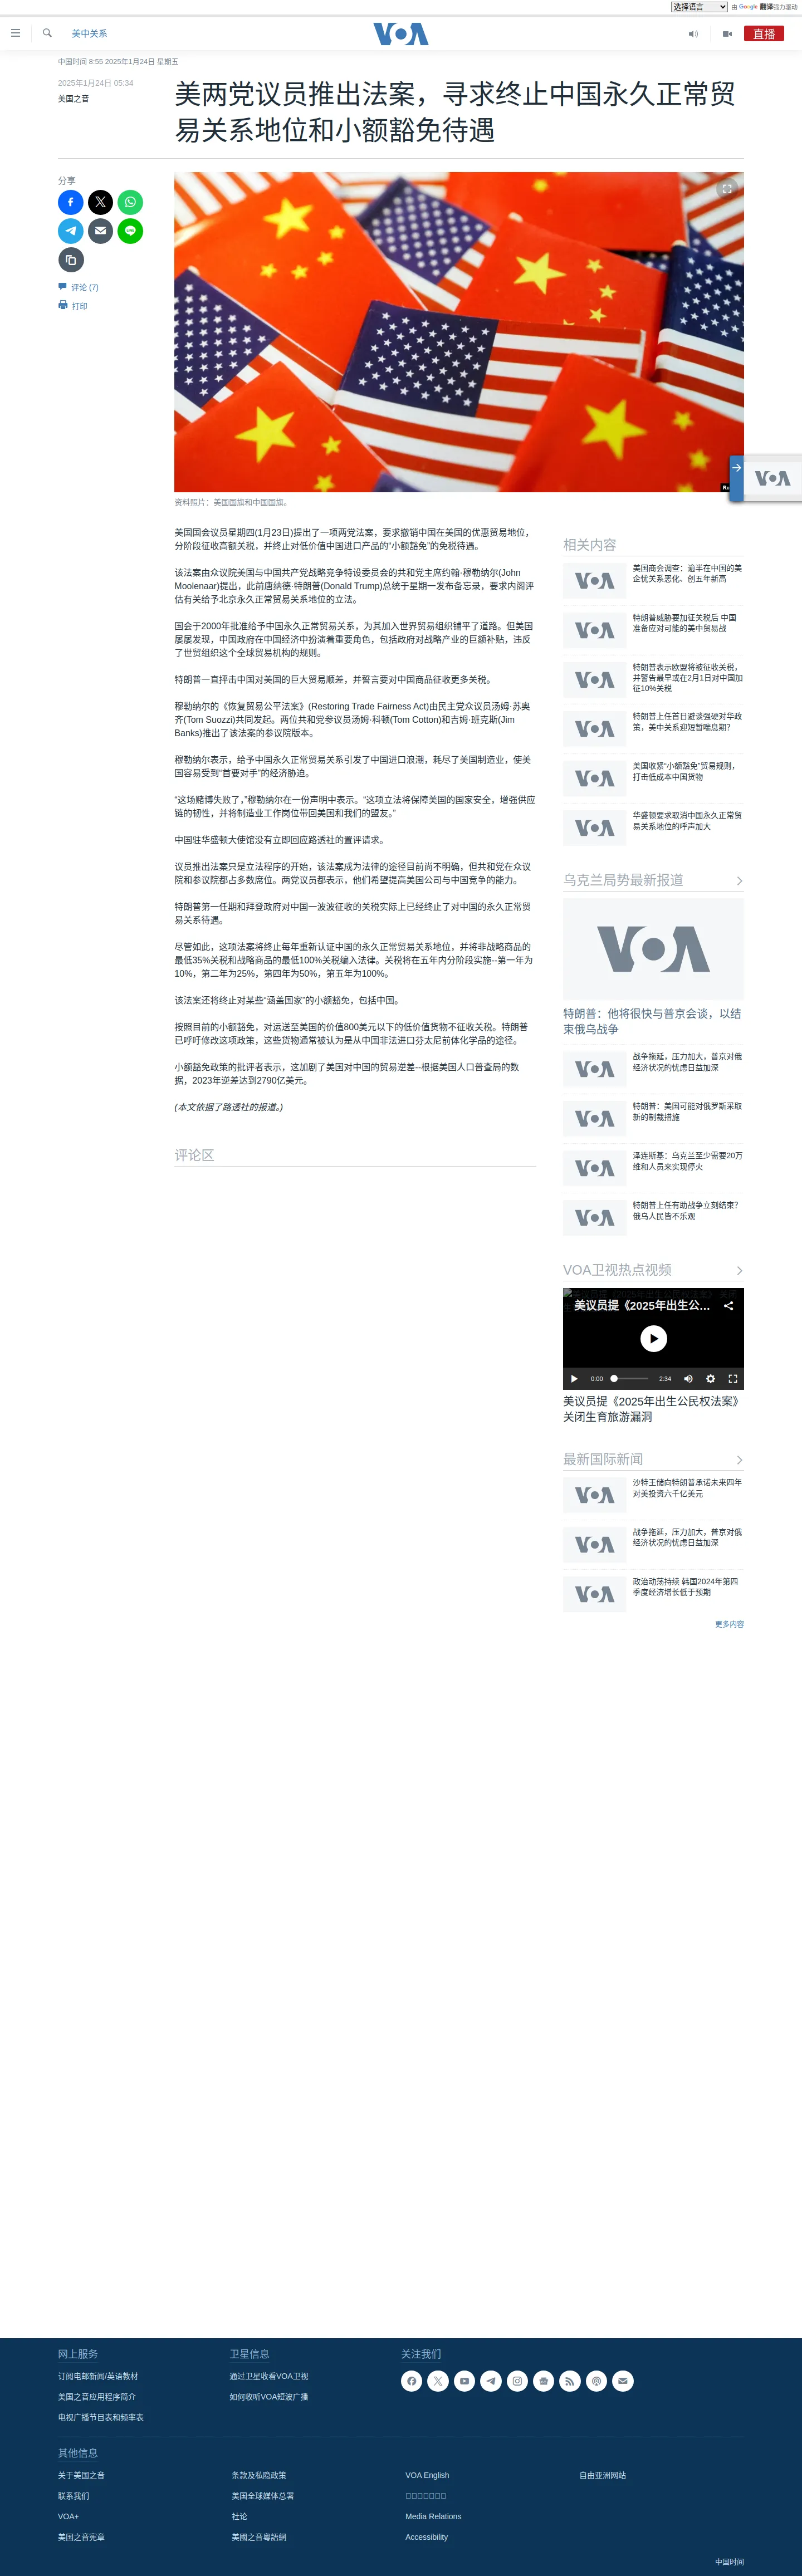 选择语言 由 Google 翻译强力驱动
美中关系
VOA
直播
中国时间 8:55 2025年1月24日 星期五
2025年1月24日 05:34
美国之音
美两党议员推出法案，寻求终止中国永久正常贸
易关系地位和小额豁免待遇
分享
评论 (7)
打印
VOA
资料照片：美国国旗和中国国旗。
美国国会议员星期四(1月23日)提出了一项两党法案，要求撤销中国在美国的优惠贸易地位，
分阶段征收高额关税，并终止对低价值中国进口产品的“小额豁免”的免税待遇。
该法案由众议院美国与中国共产党战略竞争特设委员会的共和党主席约翰·穆勒纳尔(John
Moolenaar)提出，此前唐纳德·特朗普(Donald Trump)总统于星期一发布备忘录，要求内阁评
估有关给予北京永久正常贸易关系地位的立法。
国会于2000年批准给予中国永久正常贸易关系，为其加入世界贸易组织铺平了道路。但美国
屡屡发现，中国政府在中国经济中扮演着重要角色，包括政府对战略产业的巨额补贴，违反
了世贸组织这个全球贸易机构的规则。
特朗普一直抨击中国对美国的巨大贸易顺差，并誓言要对中国商品征收更多关税。
穆勒纳尔的《恢复贸易公平法案》(Restoring Trade Fairness Act)由民主党众议员汤姆·苏奥
齐(Tom Suozzi)共同发起。两位共和党参议员汤姆·科顿(Tom Cotton)和吉姆·班克斯(Jim
Banks)推出了该法案的参议院版本。
穆勒纳尔表示，给予中国永久正常贸易关系引发了中国进口浪潮，耗尽了美国制造业，使美
国容易受到“首要对手”的经济胁迫。
“这场赌博失败了，”穆勒纳尔在一份声明中表示。“这项立法将保障美国的国家安全，增强供应
链的韧性，并将制造业工作岗位带回美国和我们的盟友。”
中国驻华盛顿大使馆没有立即回应路透社的置评请求。
议员推出法案只是立法程序的开始，该法案成为法律的途径目前尚不明确，但共和党在众议
院和参议院都占多数席位。两党议员都表示，他们希望提高美国公司与中国竞争的能力。
特朗普第一任期和拜登政府对中国一波波征收的关税实际上已经终止了对中国的永久正常贸
易关系待遇。
尽管如此，这项法案将终止每年重新认证中国的永久正常贸易关系地位，并将非战略商品的
最低35%关税和战略商品的最低100%关税编入法律。关税将在五年内分阶段实施--第一年为
10%，第二年为25%，第四年为50%，第五年为100%。
该法案还将终止对某些“涵盖国家”的小额豁免，包括中国。
按照目前的小额豁免，对运送至美国的价值800美元以下的低价值货物不征收关税。特朗普
已呼吁修改这项政策，这些货物通常被认为是从中国非法进口芬太尼前体化学品的途径。
小额豁免政策的批评者表示，这加剧了美国对中国的贸易逆差--根据美国人口普查局的数
据，2023年逆差达到2790亿美元。
(本文依据了路透社的报道。)
评论区
相关内容
VOA
美国商会调查：逾半在中国的美
企忧关系恶化、创五年新高
VOA
特朗普威胁要加征关税后 中国
准备应对可能的美中贸易战
VOA
特朗普表示欧盟将被征收关税，
并警告最早或在2月1日对中国加
征10%关税
VOA
特朗普上任首日避谈强硬对华政
策，美中关系迎短暂喘息期？
VOA
美国收紧“小额豁免”贸易规则，
打击低成本中国货物
VOA
华盛顿要求取消中国永久正常贸
易关系地位的呼声加大
乌克兰局势最新报道
VOA
特朗普：他将很快与普京会谈，以结
束俄乌战争
VOA
战争拖延，压力加大，普京对俄
经济状况的忧虑日益加深
VOA
特朗普：美国可能对俄罗斯采取
新的制裁措施
VOA
泽连斯基：乌克兰至少需要20万
维和人员来实现停火
VOA
特朗普上任有助战争立刻结束？
俄乌人民皆不乐观
VOA卫视热点视频
美议员提《2025年出生公...
0:00 2:34
美议员提《2025年出生公民权法案》
关闭生育旅游漏洞
最新国际新闻
VOA
沙特王储向特朗普承诺未来四年
对美投资六千亿美元
VOA
战争拖延，压力加大，普京对俄
经济状况的忧虑日益加深
VOA
政治动荡持续 韩国2024年第四
季度经济增长低于预期
更多内容
网上服务
订阅电邮新闻/英语教材
美国之音应用程序简介
电视广播节目表和频率表
卫星信息
通过卫星收看VOA卫视
如何收听VOA短波广播
关注我们
其他信息
关于美国之音
联系我们
VOA+
美国之音宪章
条款及私隐政策
美国全球媒体总署
社论
美國之音粵語網
VOA English
Media Relations
Accessibility
自由亚洲网站
中国时间